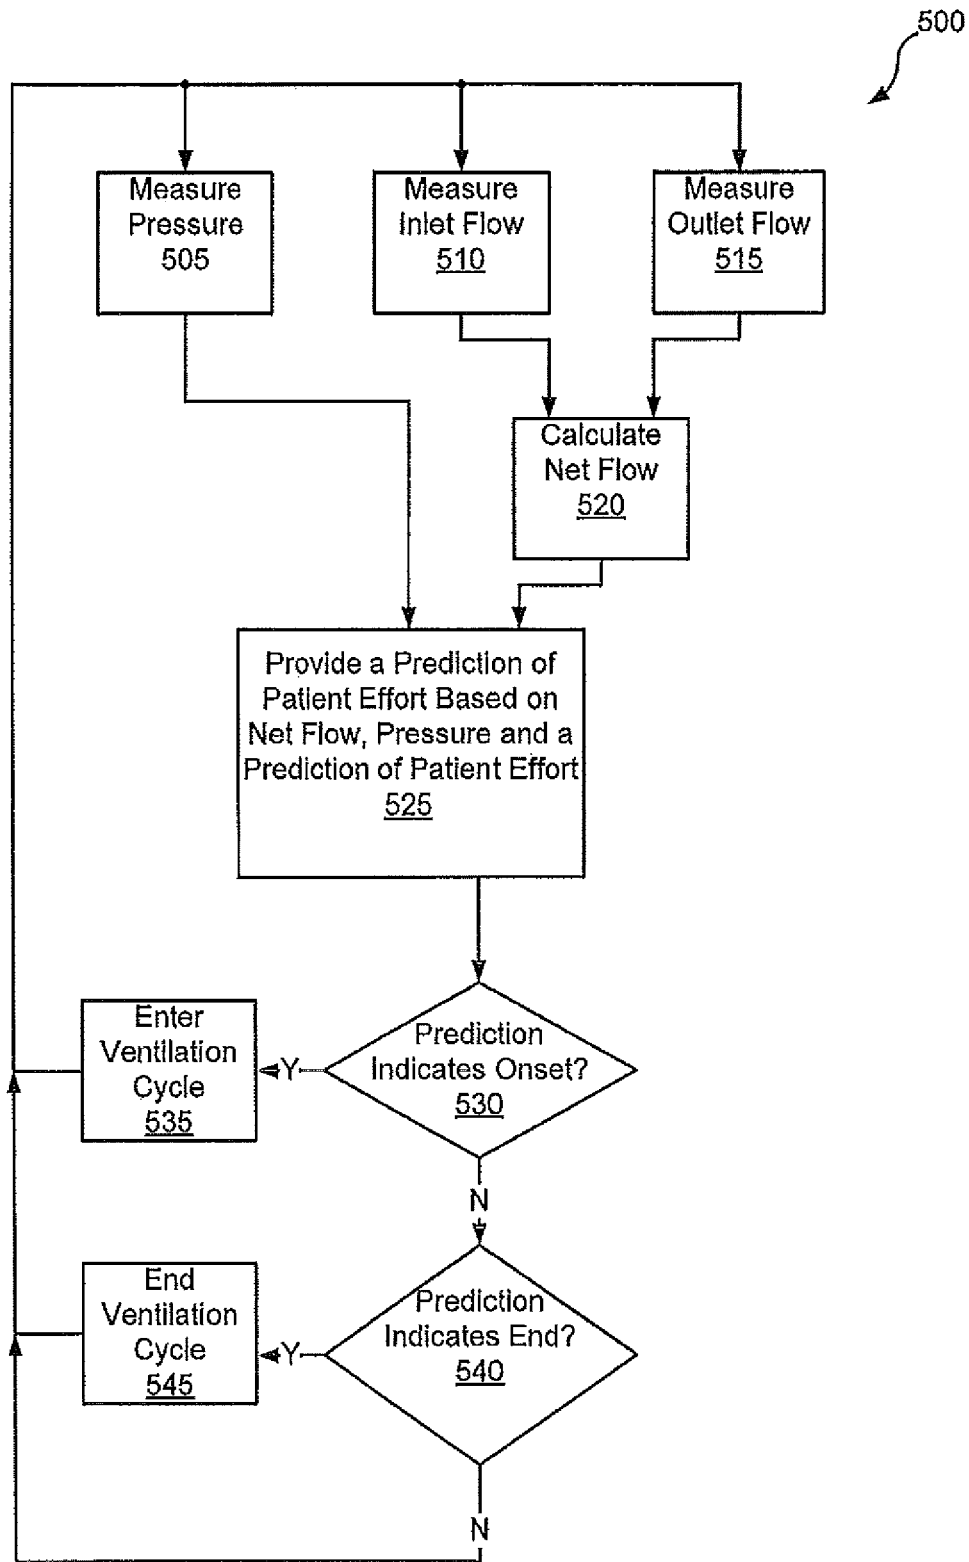 500
Measure
Pressure
505
Measure
Inlet Flow
510
Measure
Outlet Flow
515
Calculate
Net Flow
520
Provide a Prediction of
Patient Effort Based on
Net Flow, Pressure and a
Prediction of Patient Effort
525
Prediction
Indicates Onset?
530
Y
Enter
Ventilation
Cycle
535
N
Prediction
Indicates End?
540
Y
End
Ventilation
Cycle
545
N